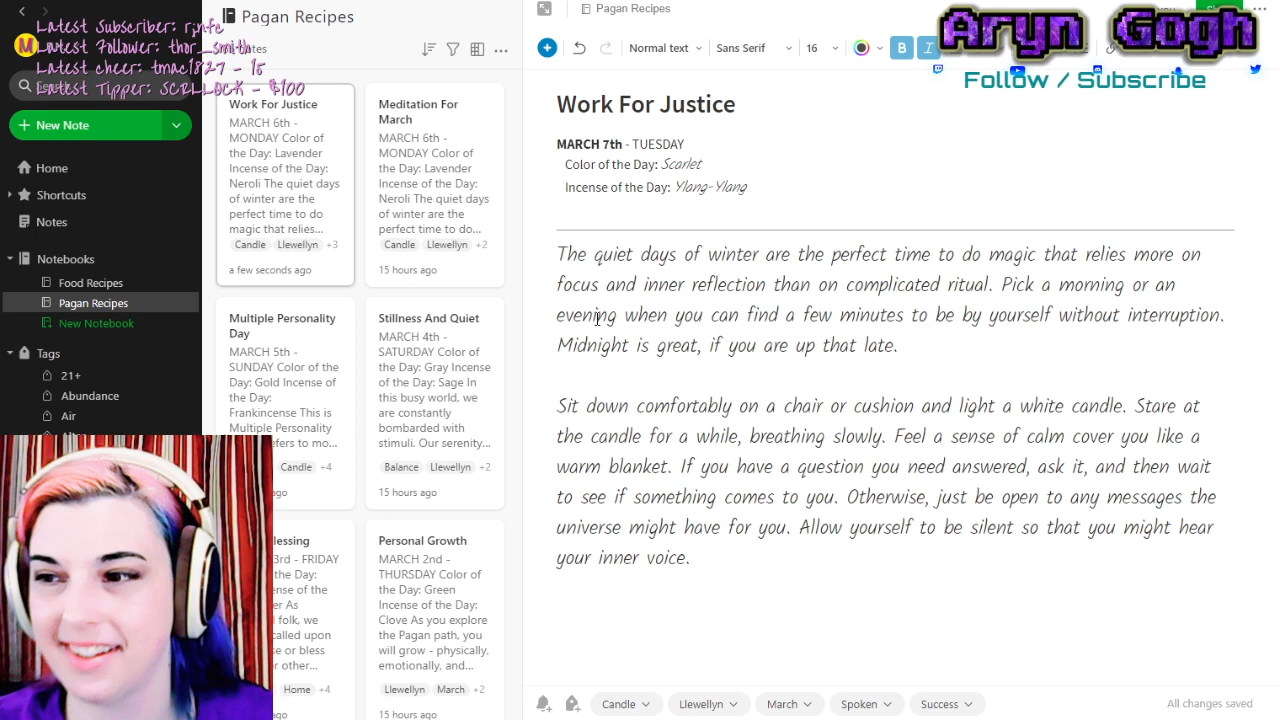 Latest Subscriber: rjnfc
Latest Follower: thor_smith
Latest cheer: tmac1827 - 15
Latest Tipper: SCRLLOCK - $100
M
New Note
Home
Shortcuts
Notes
Notebooks
Food Recipes
Pagan Recipes
New Notebook
Tags
21+
Abundance
Air
Pagan Recipes
Work For Justice
MARCH 6th -
MONDAY Color of
the Day: Lavender
Incense of the Day:
Neroli The quiet days
of winter are the
perfect time to do
magic that relies...
Candle Llewellyn +3
a few seconds ago
Meditation For
March
MARCH 6th -
MONDAY Color of
the Day: Lavender
Incense of the Day:
Neroli The quiet days
of winter are the
perfect time to do...
Candle Llewellyn +2
15 hours ago
Multiple Personality
Day
MARCH 5th -
SUNDAY Color of the
Day: Gold Incense of
the Day:
Frankincense This is
Multiple Personality
Candle +4
ago
Stillness And Quiet
MARCH 4th -
SATURDAY Color of
the Day: Gray Incense
of the Day: Sage In
this busy world, we
are constantly
bombarded with
stimuli. Our serenity...
Balance Llewellyn +2
15 hours ago
3rd - FRIDAY
the Day:
of the
As
folk, we
called upon
or bless
or other...
Home +4
ago
Personal Growth
MARCH 2nd -
THURSDAY Color of
the Day: Green
Incense of the Day:
Clove As you explore
the Pagan path, you
will grow - physically,
emotionally, and...
Llewellyn March +2
15 hours ago
Pagan Recipes
Normal text Sans Serif 16 B I
Aryn Gogh
Follow / Subscribe
Work For Justice
MARCH 7th - TUESDAY
Color of the Day: Scarlet
Incense of the Day: Ylang-Ylang
The quiet days of winter are the perfect time to do magic that relies more on
focus and inner reflection than on complicated ritual. Pick a morning or an
evening when you can find a few minutes to be by yourself without interruption.
Midnight is great, if you are up that late.
Sit down comfortably on a chair or cushion and light a white candle. Stare at
the candle for a while, breathing slowly. Feel a sense of calm cover you like a
warm blanket. If you have a question you need answered, ask it, and then wait
to see if something comes to you. Otherwise, just be open to any messages the
universe might have for you. Allow yourself to be silent so that you might hear
your inner voice.
Candle Llewellyn March Spoken Success
All changes saved